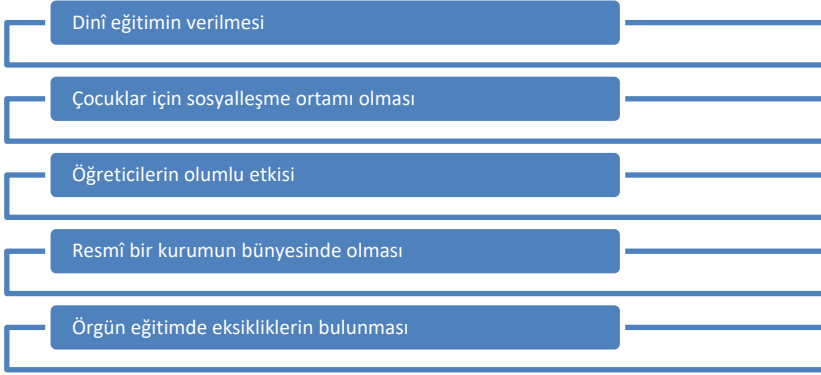 Dinî eğitimin verilmesi
Çocuklar için sosyalleşme ortamı olması
Öğreticilerin olumlu etkisi
Resmî bir kurumun bünyesinde olması
Örgün eğitimde eksikliklerin bulunması